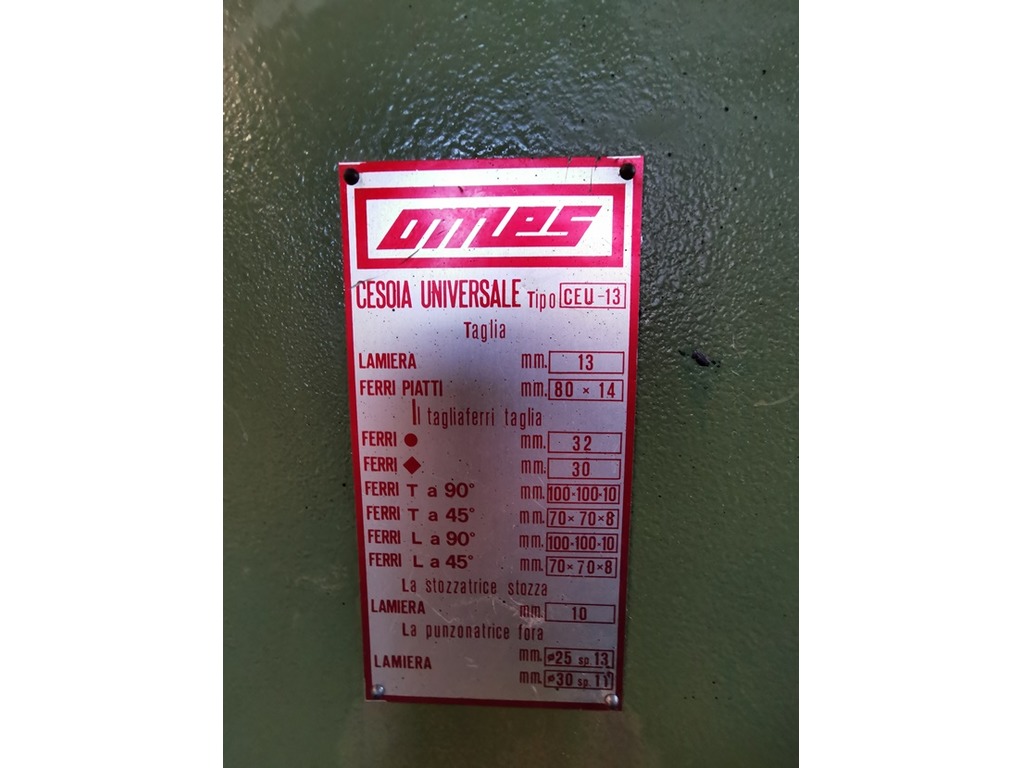 OMES
CESOIA UNIVERSALE Tipo CEU-13
Taglia
LAMIERA mm. 13
FERRI PIATTI mm. 80 × 14
Il tagliaferri taglia
FERRI ● mm. 32
FERRI ◆ mm. 30
FERRI T a 90° mm. 100-100-10
FERRI T a 45° mm. 70×70×8
FERRI L a 90° mm. 100-100-10
FERRI L a 45° mm. 70×70×8
La stozzatrice stozza
LAMIERA mm. 10
La punzonatrice fora
LAMIERA mm. ø25 sp. 13
mm. ø30 sp. 11